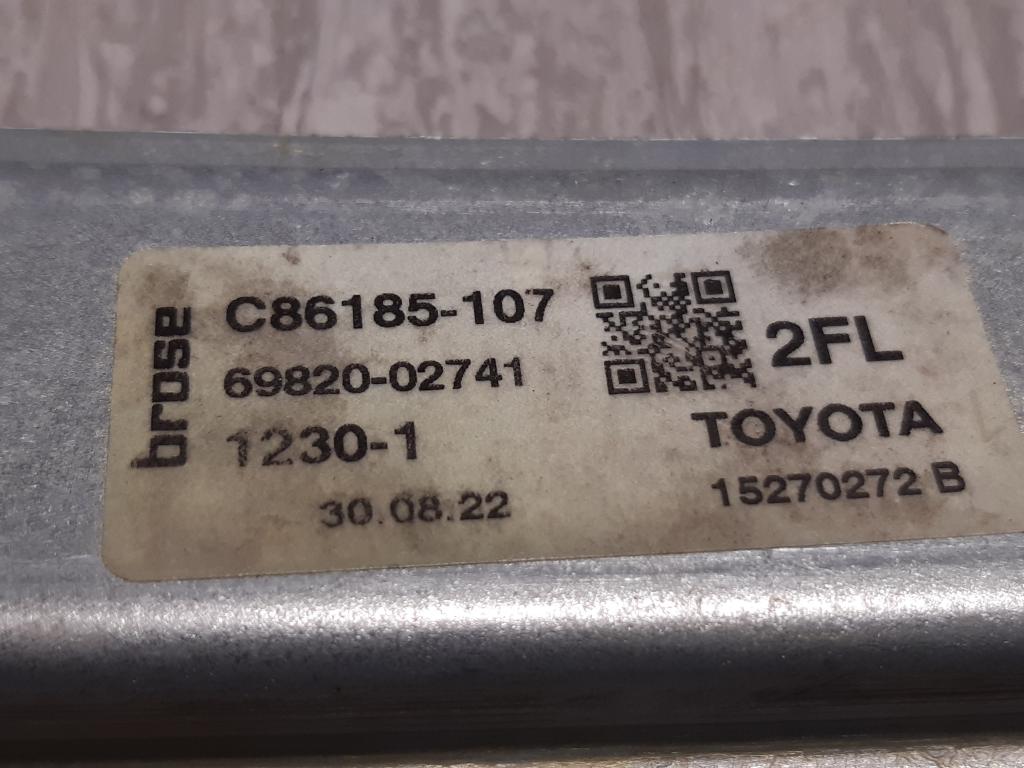 brose
C86185-107
69820-02741
1230-1
30.08.22
2FL
TOYOTA
15270272 B